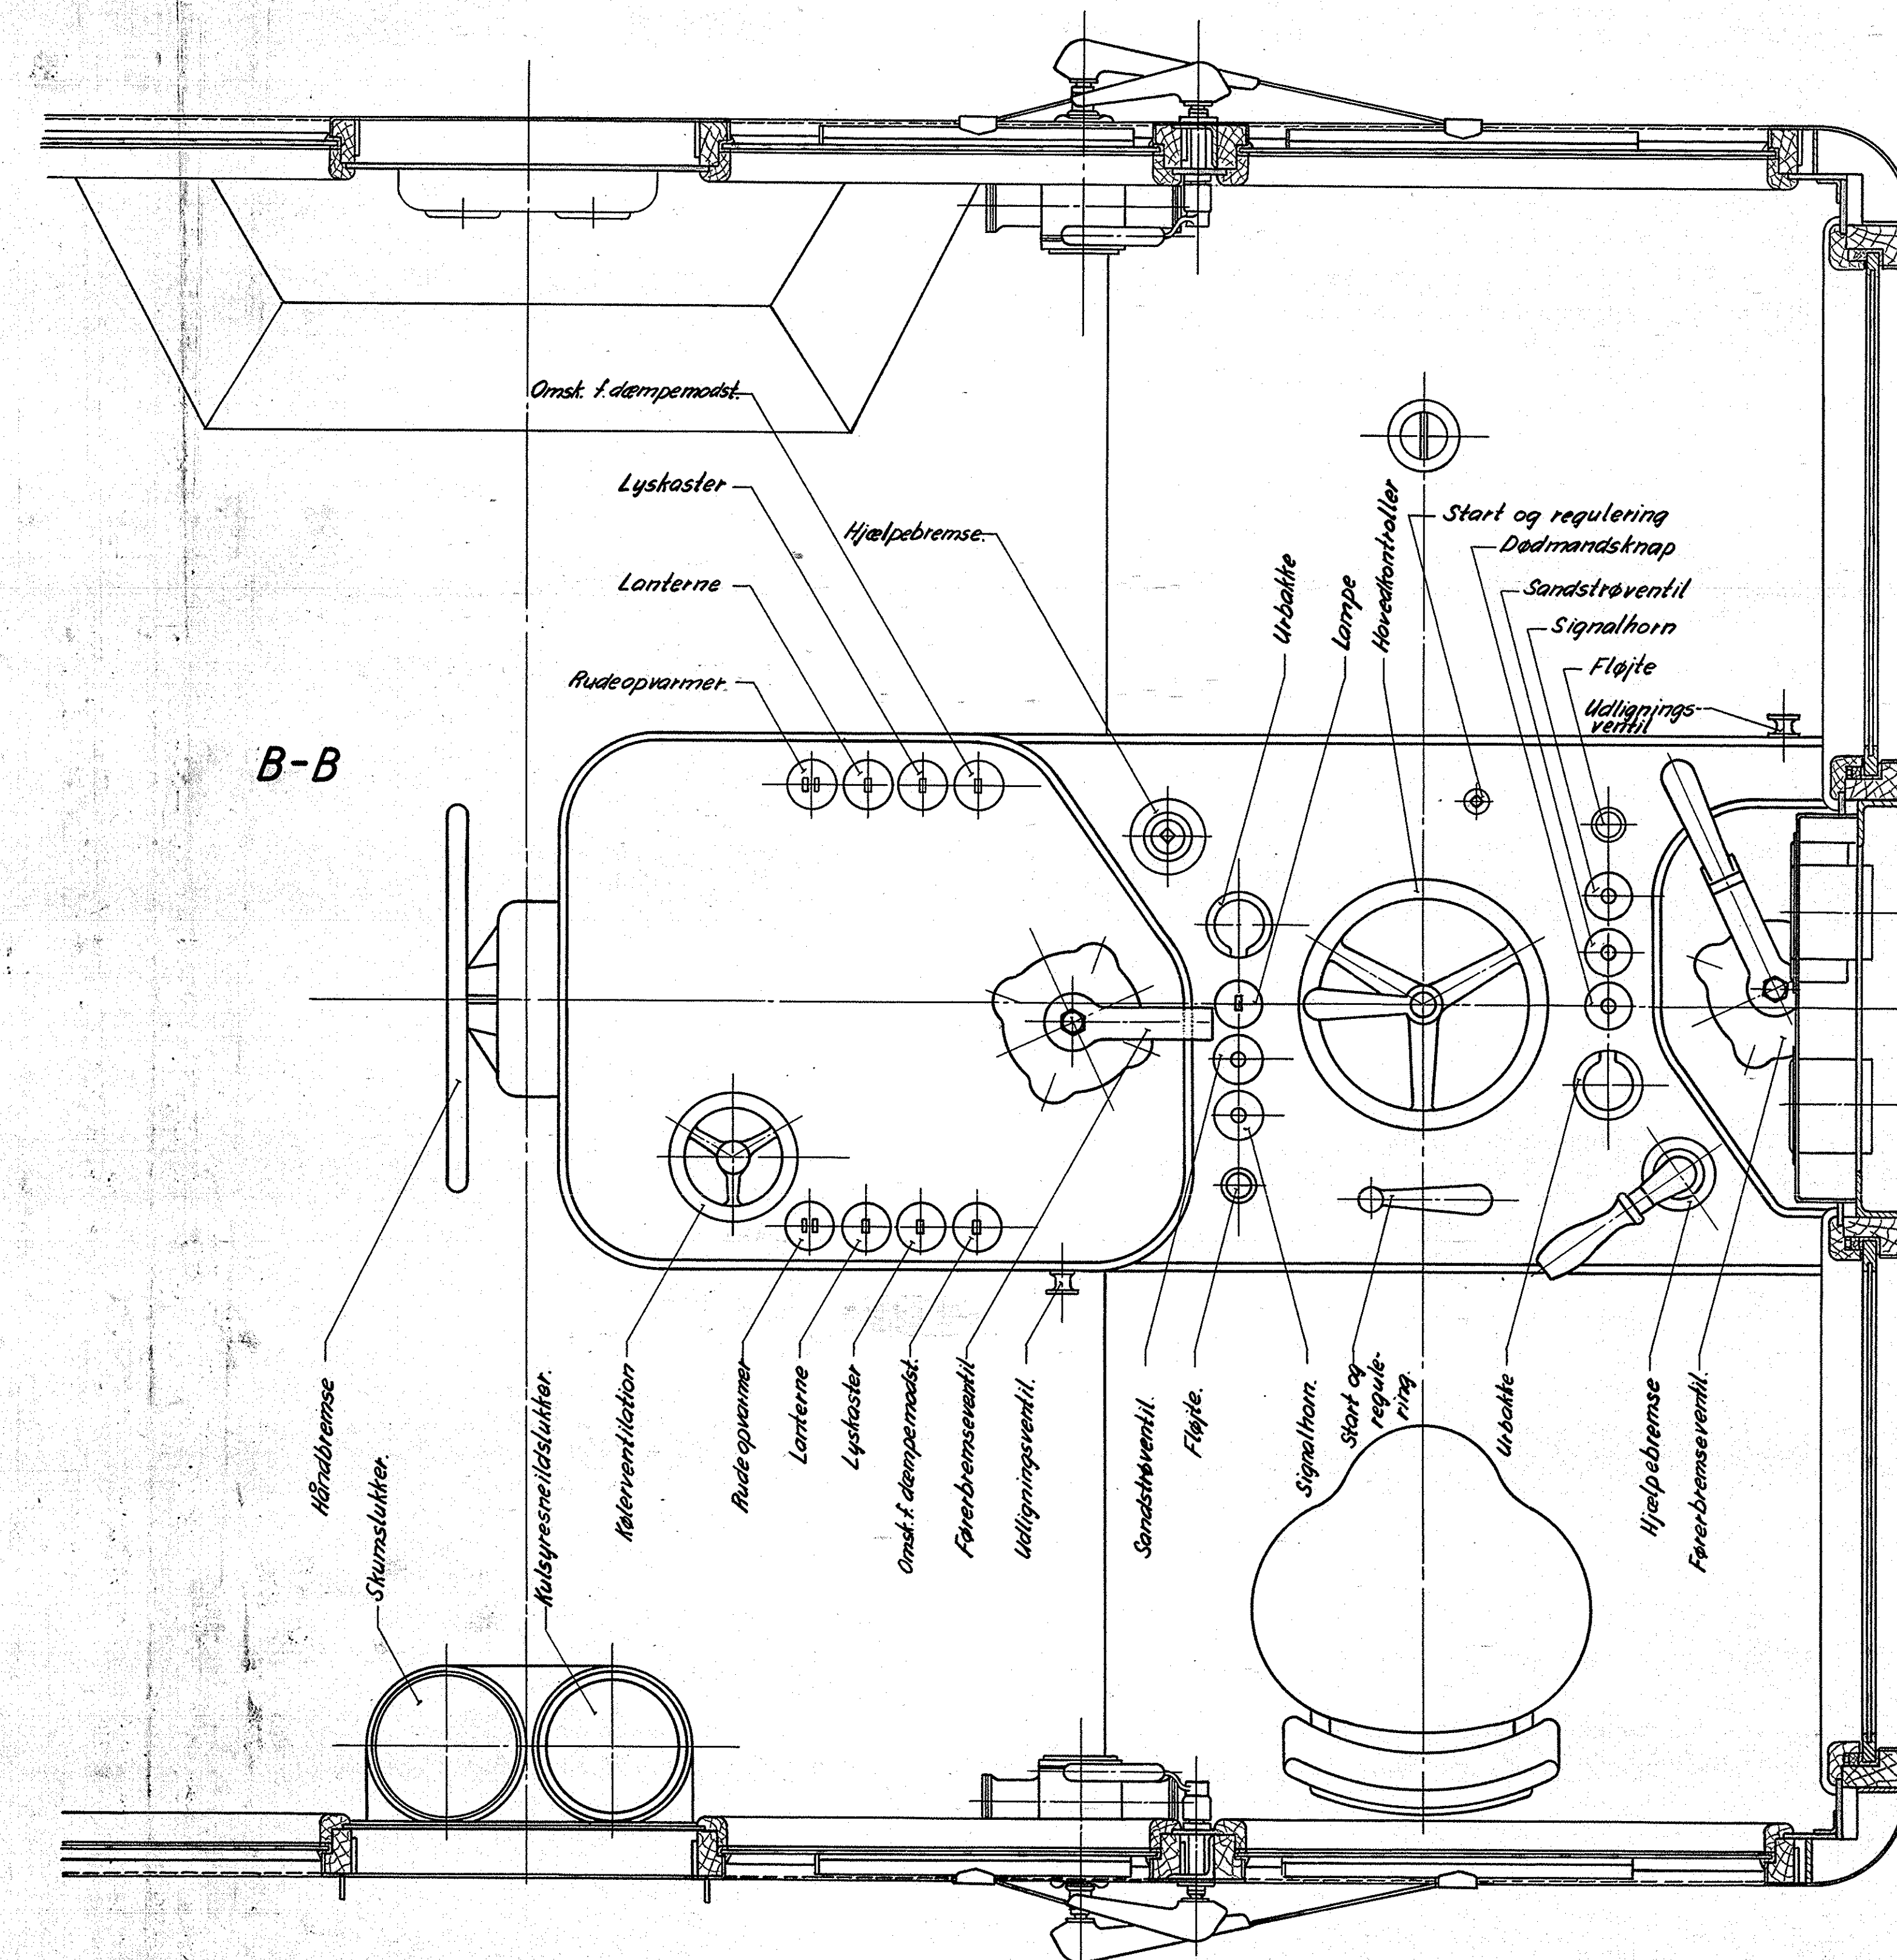 Omsk. f. dæmpemodst.
Lyskaster
Hjælpebremse.
Lanterne
Rudeopvarmer.
Urbakke
Lampe
Hovedkontroller
Start og regulering
Dødmandsknap
Sandstrøventil
Signalhorn
Fløjte
Udlignings-
ventil
B-B
Håndbremse
Skumslukker.
Kulsyresneildslukker.
Kølerventilation
Rudeopvarmer
Lanterne
Lyskaster
Omsk. f. dæmpemodst.
Førerbremseventil
Udligningsventil.
Sandstrøventil.
Fløjte.
Signalhorn.
Start og
regule-
ring.
Urbakke
Hjælpebremse
Førerbremseventil.